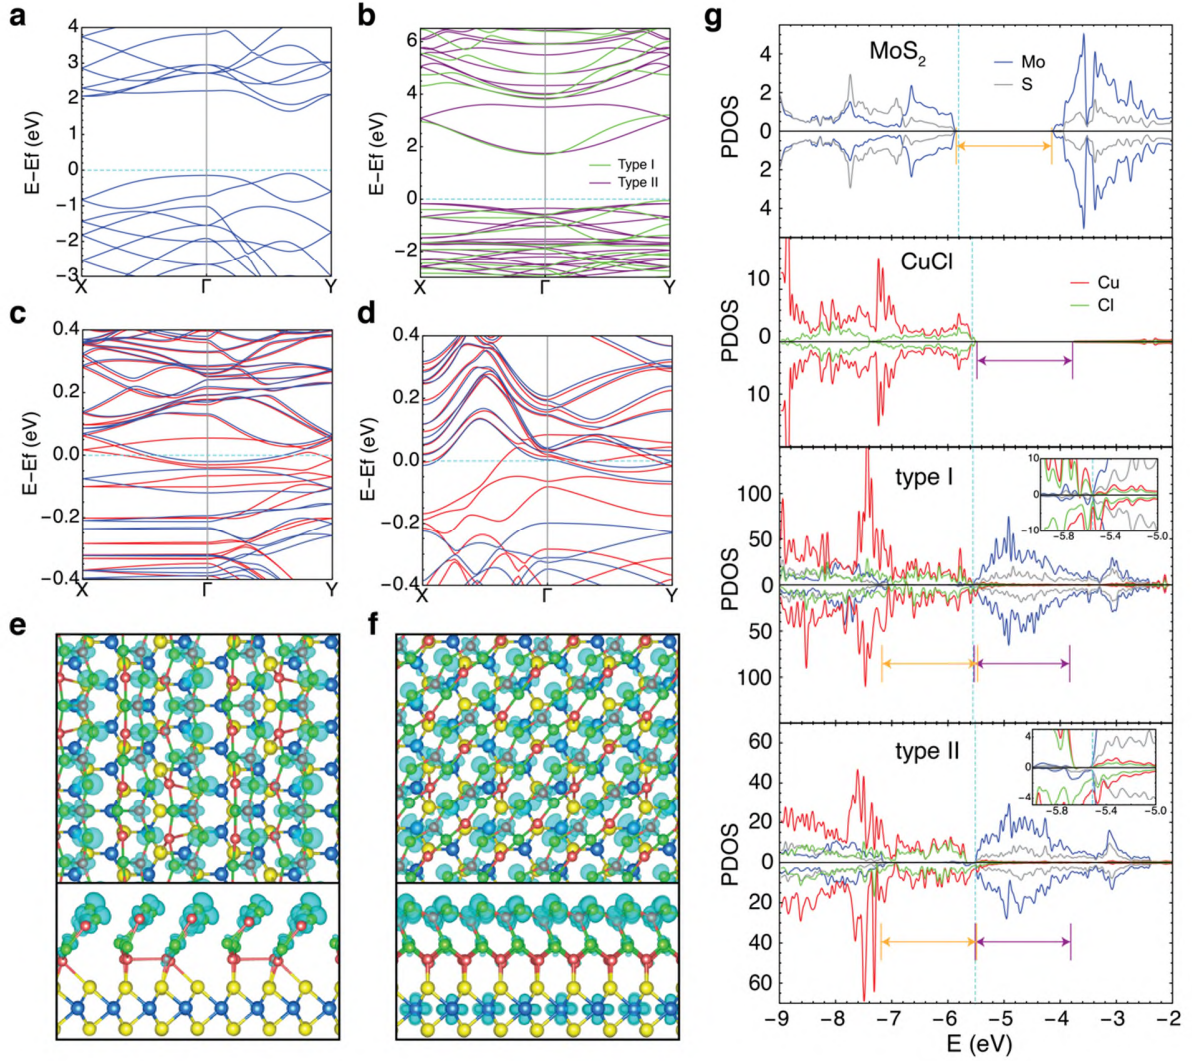 a
4
3
2
1
0
−1
−2
−3
E−Ef (eV)
X
Γ
Y
b
6
4
2
0
−2
E−Ef (eV)
Type I
Type II
X
Γ
Y
c
0.4
0.2
0.0
−0.2
−0.4
E−Ef (eV)
X
Γ
Y
d
0.4
0.2
0.0
−0.2
−0.4
E−Ef (eV)
X
Γ
Y
e
f
g
MoS2
Mo
S
PDOS
4
2
0
2
4
CuCl
Cu
Cl
PDOS
10
0
10
type I
PDOS
100
50
0
50
100
10
0
−10
−5.8
−5.4
−5.0
type II
PDOS
60
40
20
0
20
40
60
4
0
−4
−5.8
−5.4
−5.0
−9
−8
−7
−6
−5
−4
−3
−2
E (eV)